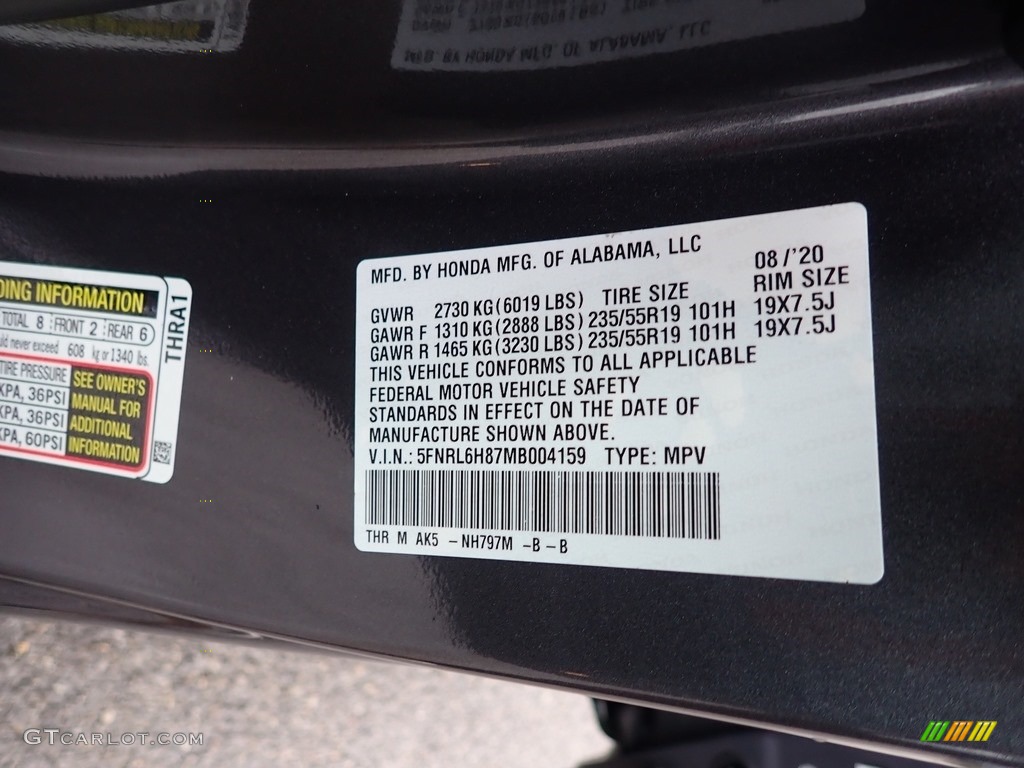 MFD. BY HONDA MFG. OF ALABAMA, LLC 08/'20
GVWR 2730 KG(6019 LBS) TIRE SIZE RIM SIZE
GAWR F 1310 KG(2888 LBS) 235/55R19 101H 19X7.5J
GAWR R 1465 KG(3230 LBS) 235/55R19 101H 19X7.5J
THIS VEHICLE CONFORMS TO ALL APPLICABLE
FEDERAL MOTOR VEHICLE SAFETY
STANDARDS IN EFFECT ON THE DATE OF
MANUFACTURE SHOWN ABOVE.
V.I.N.: 5FNRL6H87MB004159 TYPE: MPV
THR M AK5 -NH797M -B-B
DING INFORMATION
TOTAL 8 FRONT 2 REAR 6
never exceed 608 kg or 1340 lbs.
TIRE PRESSURE
KPA, 36PSI
KPA, 36PSI
KPA, 60PSI
SEE OWNER'S
MANUAL FOR
ADDITIONAL
INFORMATION
THRA1
GTCARLOT.COM